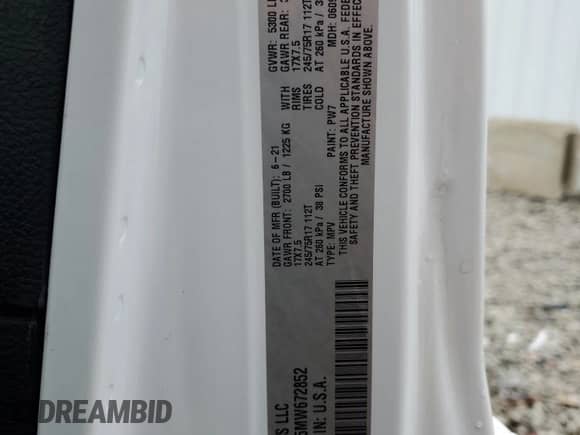 S LLC
5MW672852
IN: U.S.A.
DATE OF MFR (BUILT): 6-21
GVWR: 5300 L
GAWR FRONT: 2700 LB / 1225 KG WITH GAWR REAR:
17X7.5 RIMS 17X7.5
245/75R17 112T TIRES 245/75R17 112T
AT 260 kPa / 38 PSI COLD AT 260 kPa / 3
TYPE: MPV PAINT: PW7 MDH: 0609
THIS VEHICLE CONFORMS TO ALL APPLICABLE U.S.A. FEDE
SAFETY AND THEFT PREVENTION STANDARDS IN EFFEC
MANUFACTURE SHOWN ABOVE.
DREAMBID